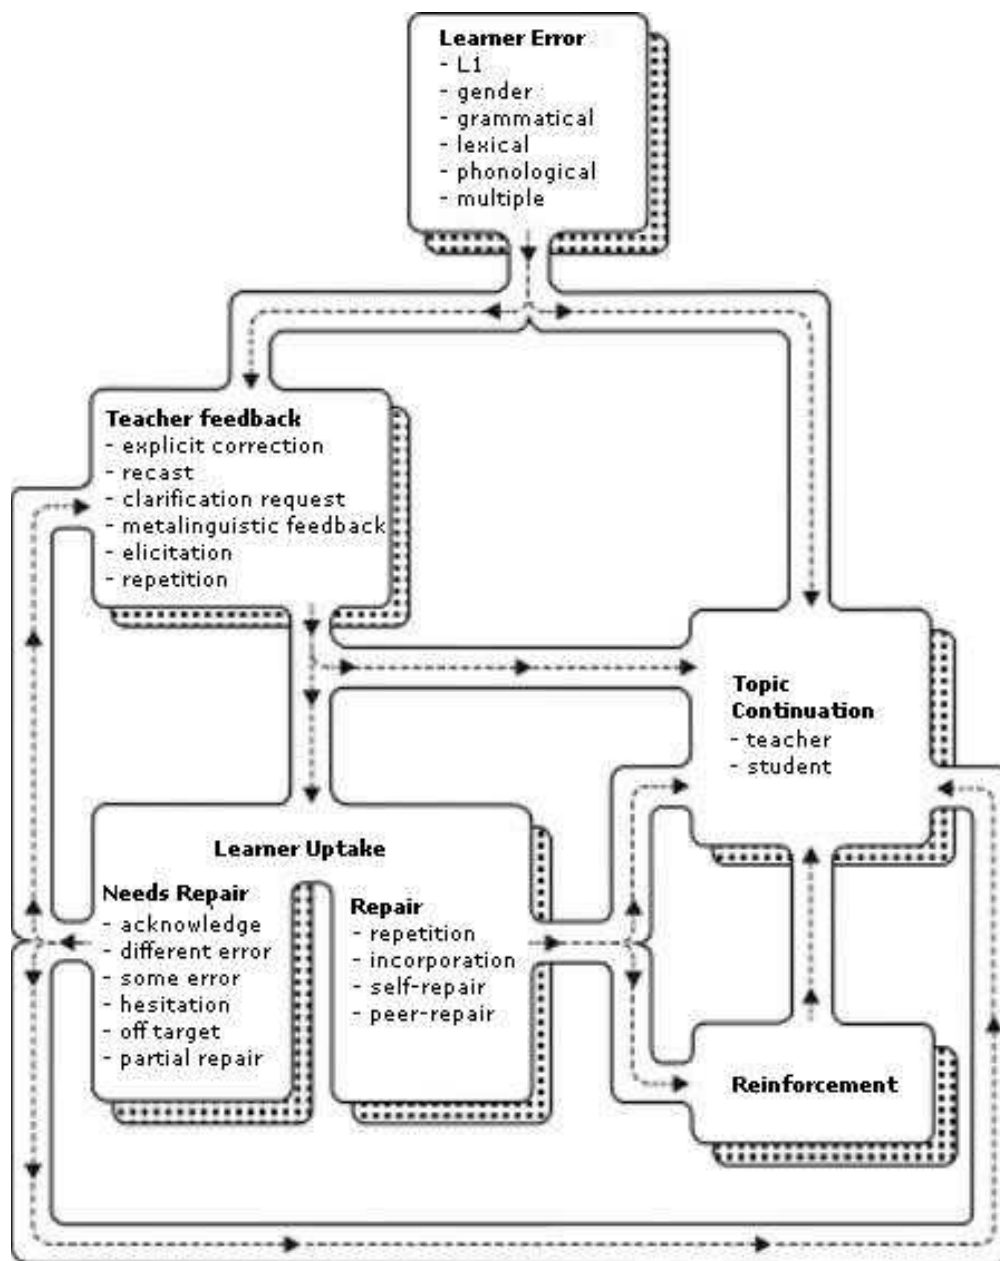 Learner Error
- L1
- gender
- grammatical
- lexical
- phonological
- multiple
Teacher feedback
- explicit correction
- recast
- clarification request
- metalinguistic feedback
- elicitation
- repetition
Topic
Continuation
- teacher
- student
Learner Uptake
Needs Repair
- acknowledge
- different error
- some error
- hesitation
- off target
- partial repair
Repair
- repetition
- incorporation
- self-repair
- peer-repair
Reinforcement